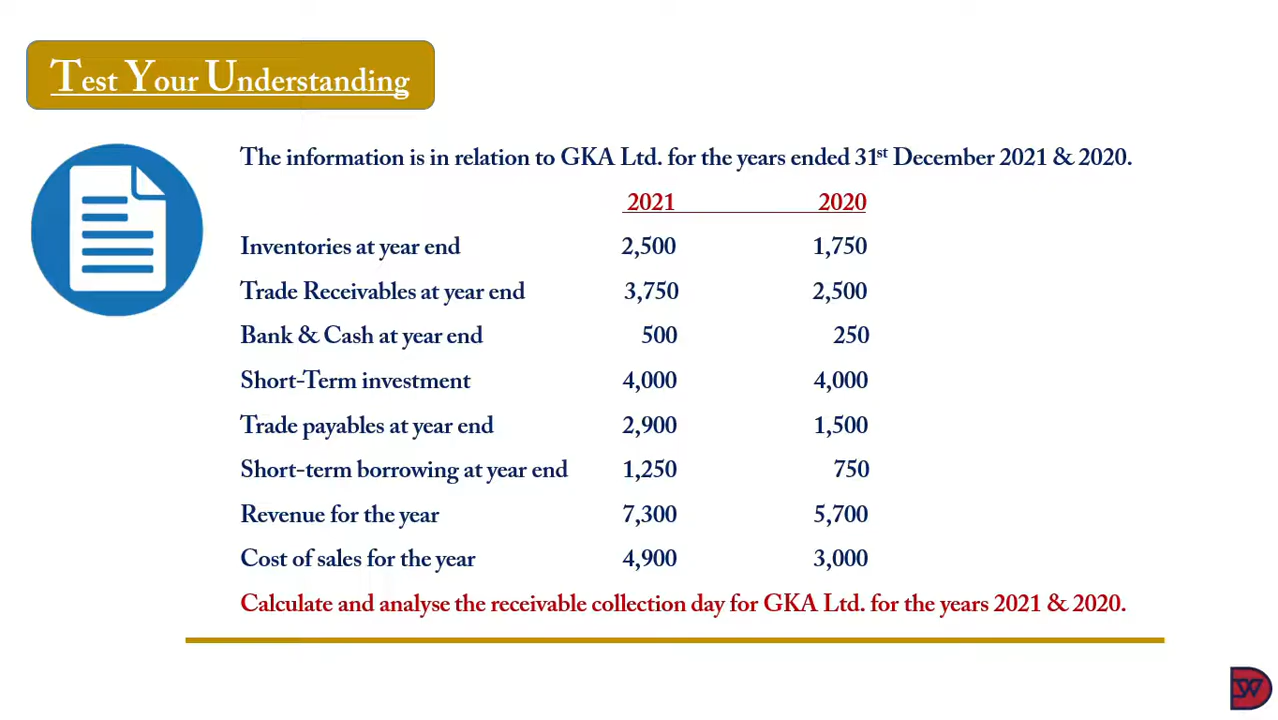 Test Your Understanding
The information is in relation to GKA Ltd. for the years ended 31st December 2021 & 2020.
2021 2020
Inventories at year end 2,500 1,750
Trade Receivables at year end 3,750 2,500
Bank & Cash at year end 500 250
Short-Term investment 4,000 4,000
Trade payables at year end 2,900 1,500
Short-term borrowing at year end 1,250 750
Revenue for the year 7,300 5,700
Cost of sales for the year 4,900 3,000
Calculate and analyse the receivable collection day for GKA Ltd. for the years 2021 & 2020.